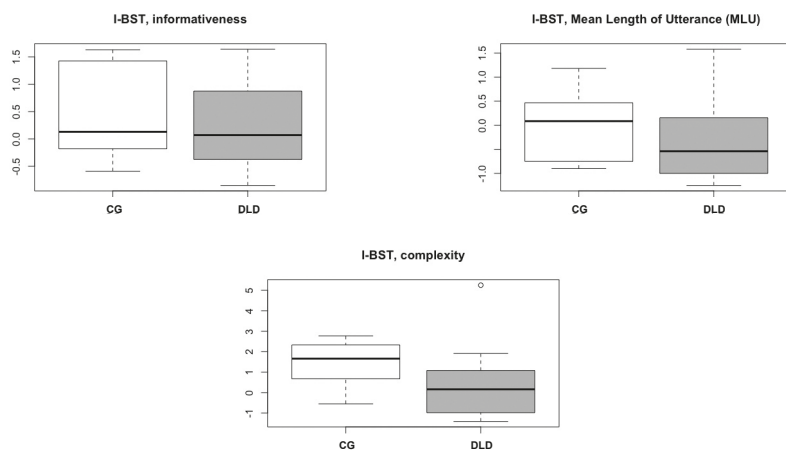 I-BST, informativeness
1.5
1.0
0.5
0.0
-0.5
CG DLD
I-BST, Mean Length of Utterance (MLU)
1.5
1.0
0.5
0.0
-1.0
CG DLD
I-BST, complexity
5
4
3
2
1
0
-1
CG DLD